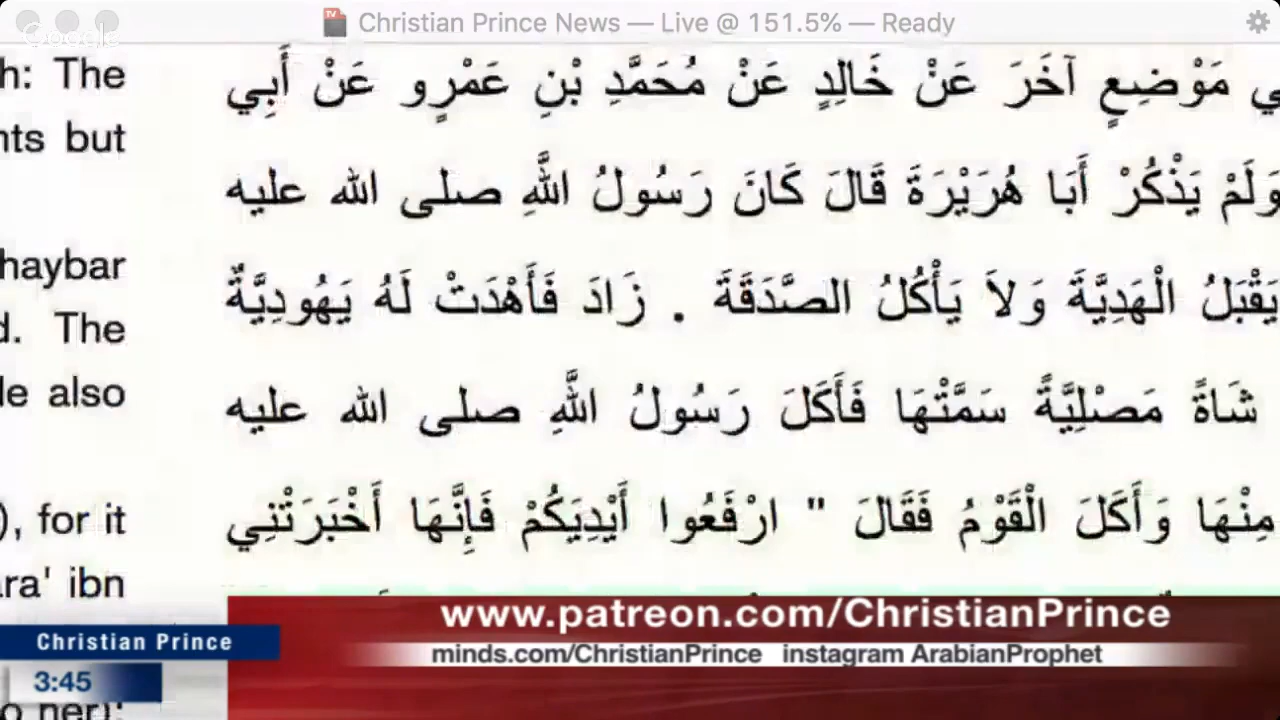 Google
Christian Prince News — Live @ 151.5% — Ready
h: The
nts but
haybar
d. The
le also
), for it
ra' ibn
ي مَوْضِعٍ آخَرَ عَنْ خَالِدٍ عَنْ مُحَمَّدِ بْنِ عَمْرٍو عَنْ أَبِي
وَلَمْ يَذْكُرْ أَبَا هُرَيْرَةَ قَالَ كَانَ رَسُولُ اللَّهِ صلى الله عليه
يَقْبَلُ الْهَدِيَّةَ وَلاَ يَأْكُلُ الصَّدَقَةَ . زَادَ فَأَهْدَتْ لَهُ يَهُودِيَّةٌ
شَاةً مَصْلِيَّةً سَمَّتْهَا فَأَكَلَ رَسُولُ اللَّهِ صلى الله عليه
مِنْهَا وَأَكَلَ الْقَوْمُ فَقَالَ " ارْفَعُوا أَيْدِيَكُمْ فَإِنَّهَا أَخْبَرَتْنِي
www.patreon.com/ChristianPrince
minds.com/ChristianPrince instagram ArabianProphet
Christian Prince
3:45